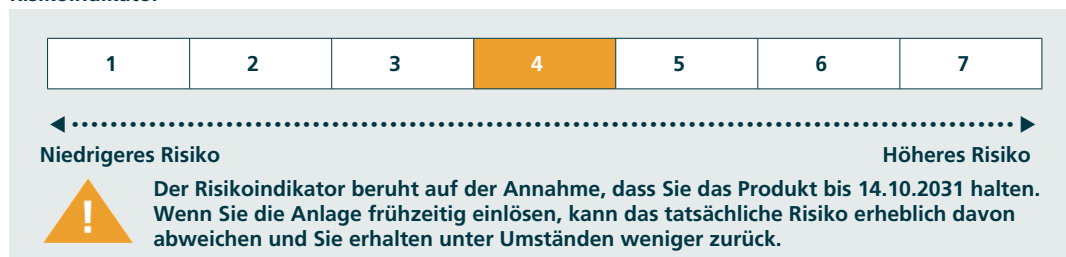 1 2 3 4 5 6 7
Niedrigeres Risiko Höheres Risiko
!
Der Risikoindikator beruht auf der Annahme, dass Sie das Produkt bis 14.10.2031 halten.
Wenn Sie die Anlage frühzeitig einlösen, kann das tatsächliche Risiko erheblich davon
abweichen und Sie erhalten unter Umständen weniger zurück.